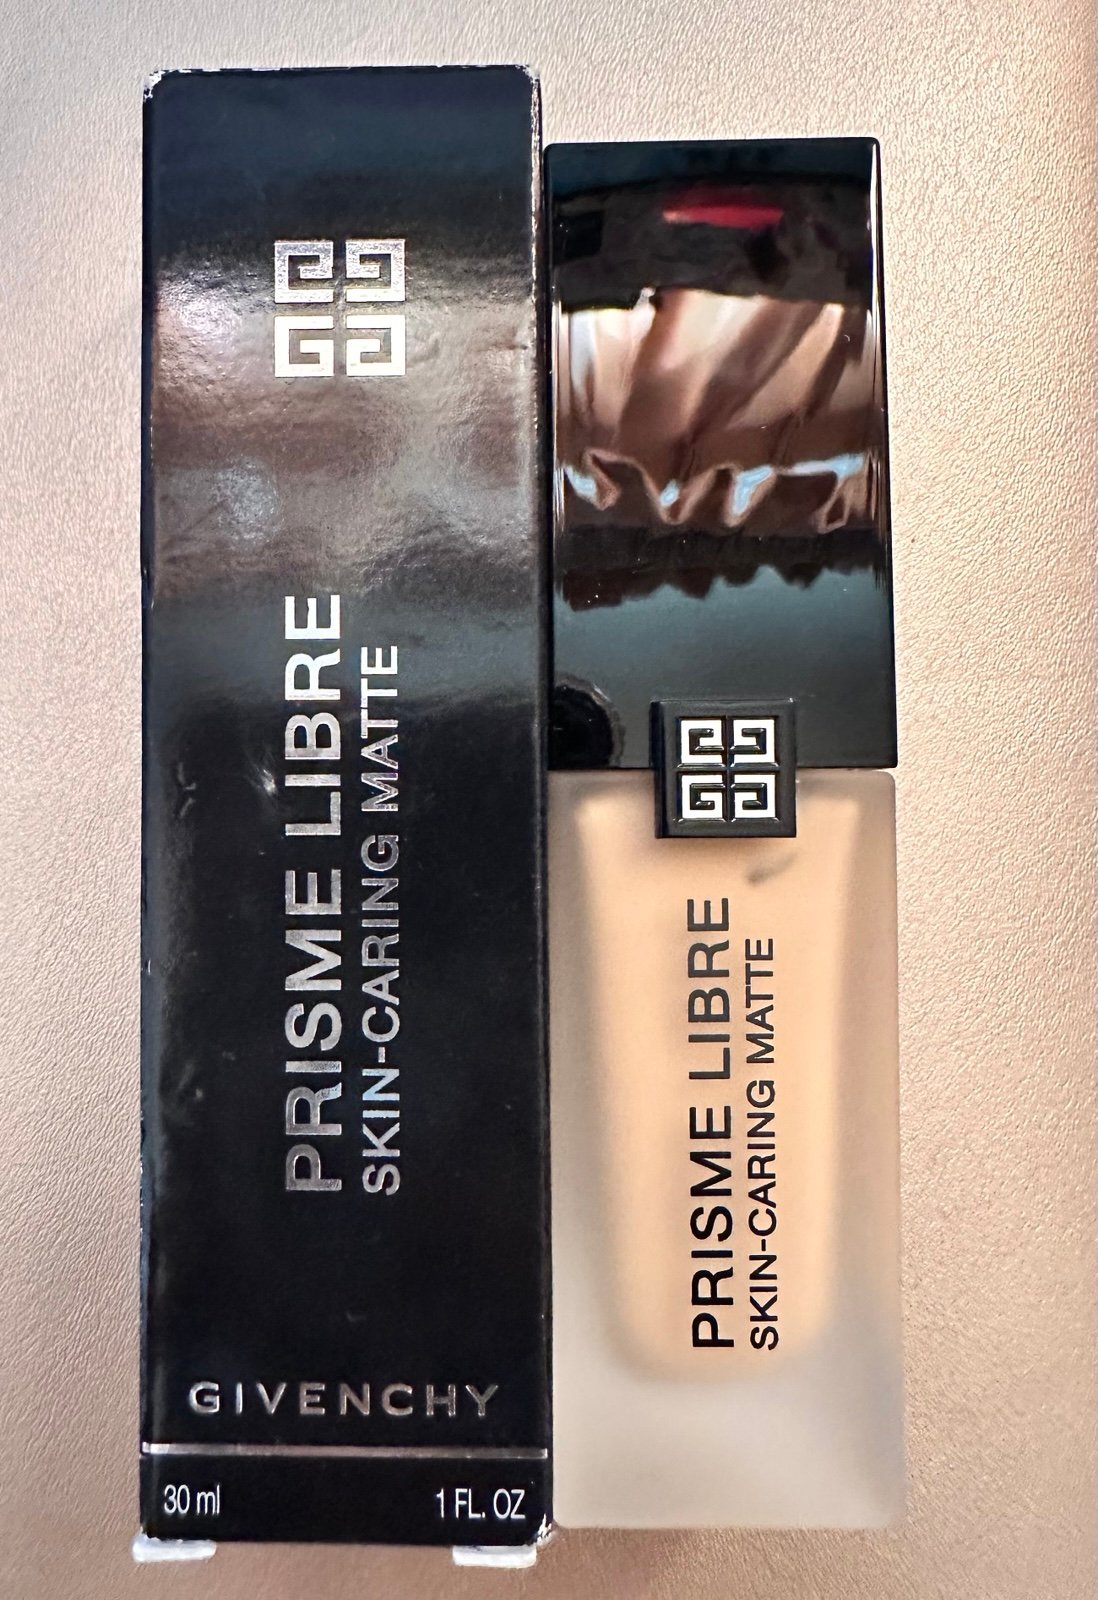 PRISME LIBRE
SKIN-CARING MATTE
GIVENCHY
30 ml 1 FL. OZ
PRISME LIBRE
SKIN-CARING MATTE